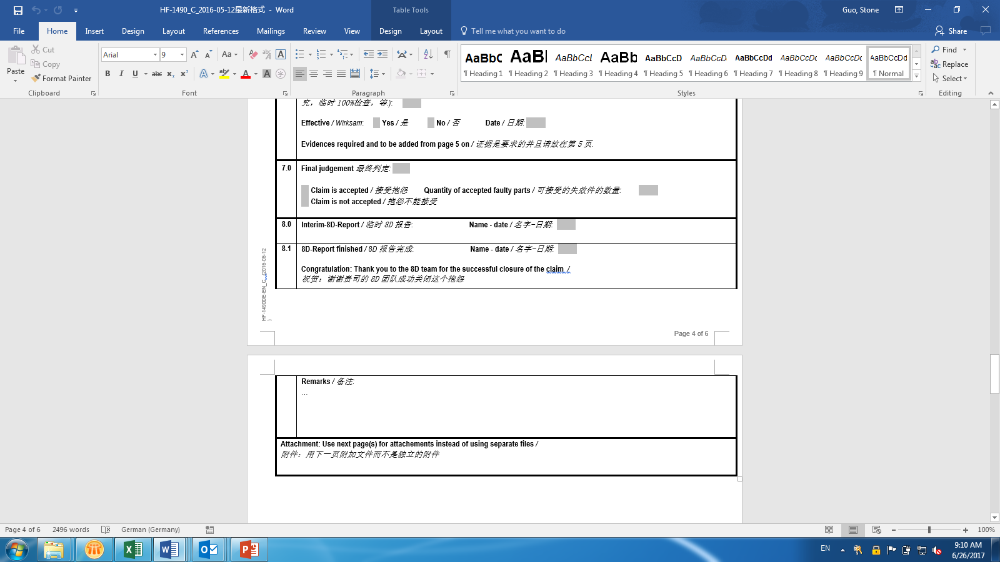 HF-1490_C_2016-05-12最新格式 - Word
Table Tools
Guo, Stone
File
Home
Insert
Design
Layout
References
Mailings
Review
View
Design
Layout
Tell me what you want to do
Share
Paste
Cut
Copy
Format Painter
Clipboard
Arial
9
Font
Paragraph
AaBbC
AaBl
AaBbCcL
AaBb
AaBbCcD
AaBbCcD
AaBbCcDd
AaBbCcDc
AaBbCcDc
AaBbCcDd
¶ Heading 1
¶ Heading 2
¶ Heading 3
¶ Heading 4
¶ Heading 5
¶ Heading 6
¶ Heading 7
¶ Heading 8
¶ Heading 9
¶ Normal
Styles
Find
Replace
Select
Editing
究，临时100%检查，等.):
Effective / Wirksam: Yes / 是 No / 否 Date / 日期:
Evidences required and to be added from page 5 on / 证据是要求的并且请放在第 5 页.
7.0 Final judgement 最终判定:
Claim is accepted / 接受抱怨 Quantity of accepted faulty parts / 可接受的失效件的数量:
Claim is not accepted / 抱怨不能接受
8.0 Interim-8D-Report / 临时 8D 报告: Name - date / 名字-日期:
8.1 8D-Report finished / 8D 报告完成: Name - date / 名字-日期:
Congratulation: Thank you to the 8D team for the successful closure of the claim. /
祝贺：谢谢贵司的 8D 团队成功关闭这个抱怨
HF-1490DE-EN_C_(2016-05-12
)
Page 4 of 6
Remarks / 备注:
...
Attachment: Use next page(s) for attachements instead of using separate files /
附件：用下一页附加文件而不是独立的附件
Page 4 of 6
2496 words
German (Germany)
100%
EN
9:10 AM
6/26/2017